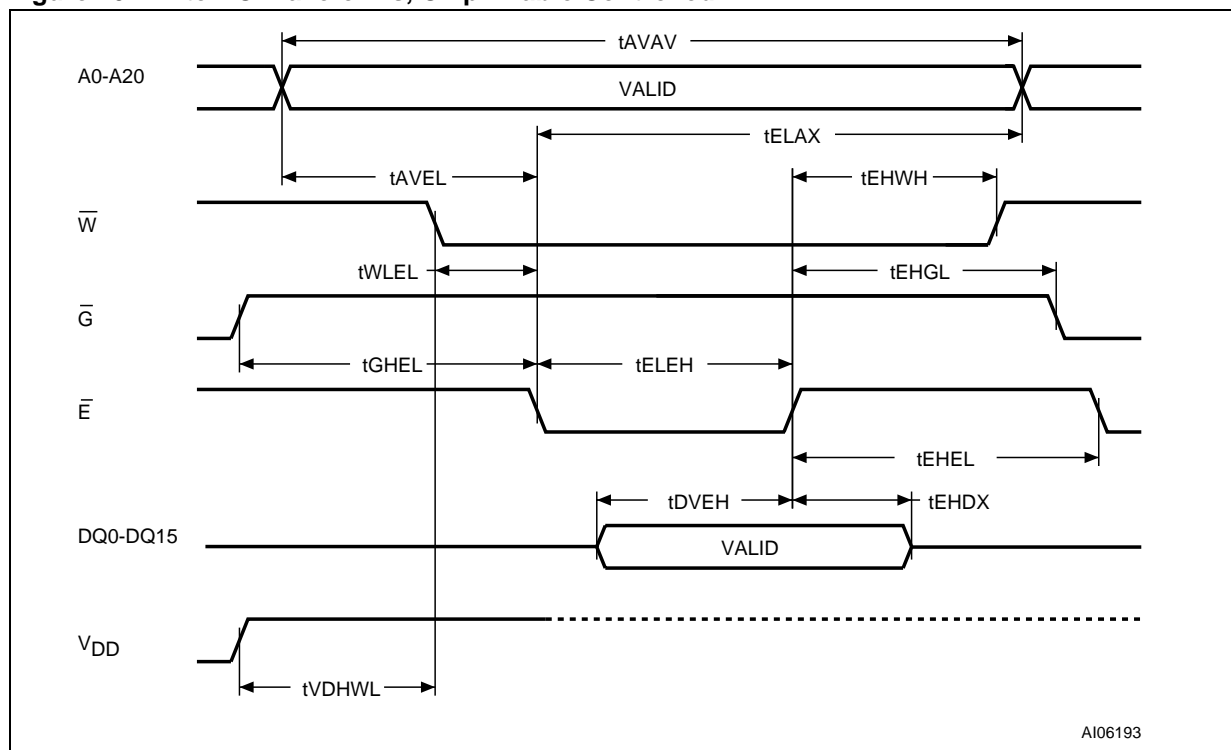 tAVAV
A0-A20
VALID
tELAX
tAVEL
tEHWH
W
tWLEL
tEHGL
G
tGHEL
tELEH
E
tEHEL
tDVEH
tEHDX
DQ0-DQ15
VALID
VDD
tVDHWL
AI06193